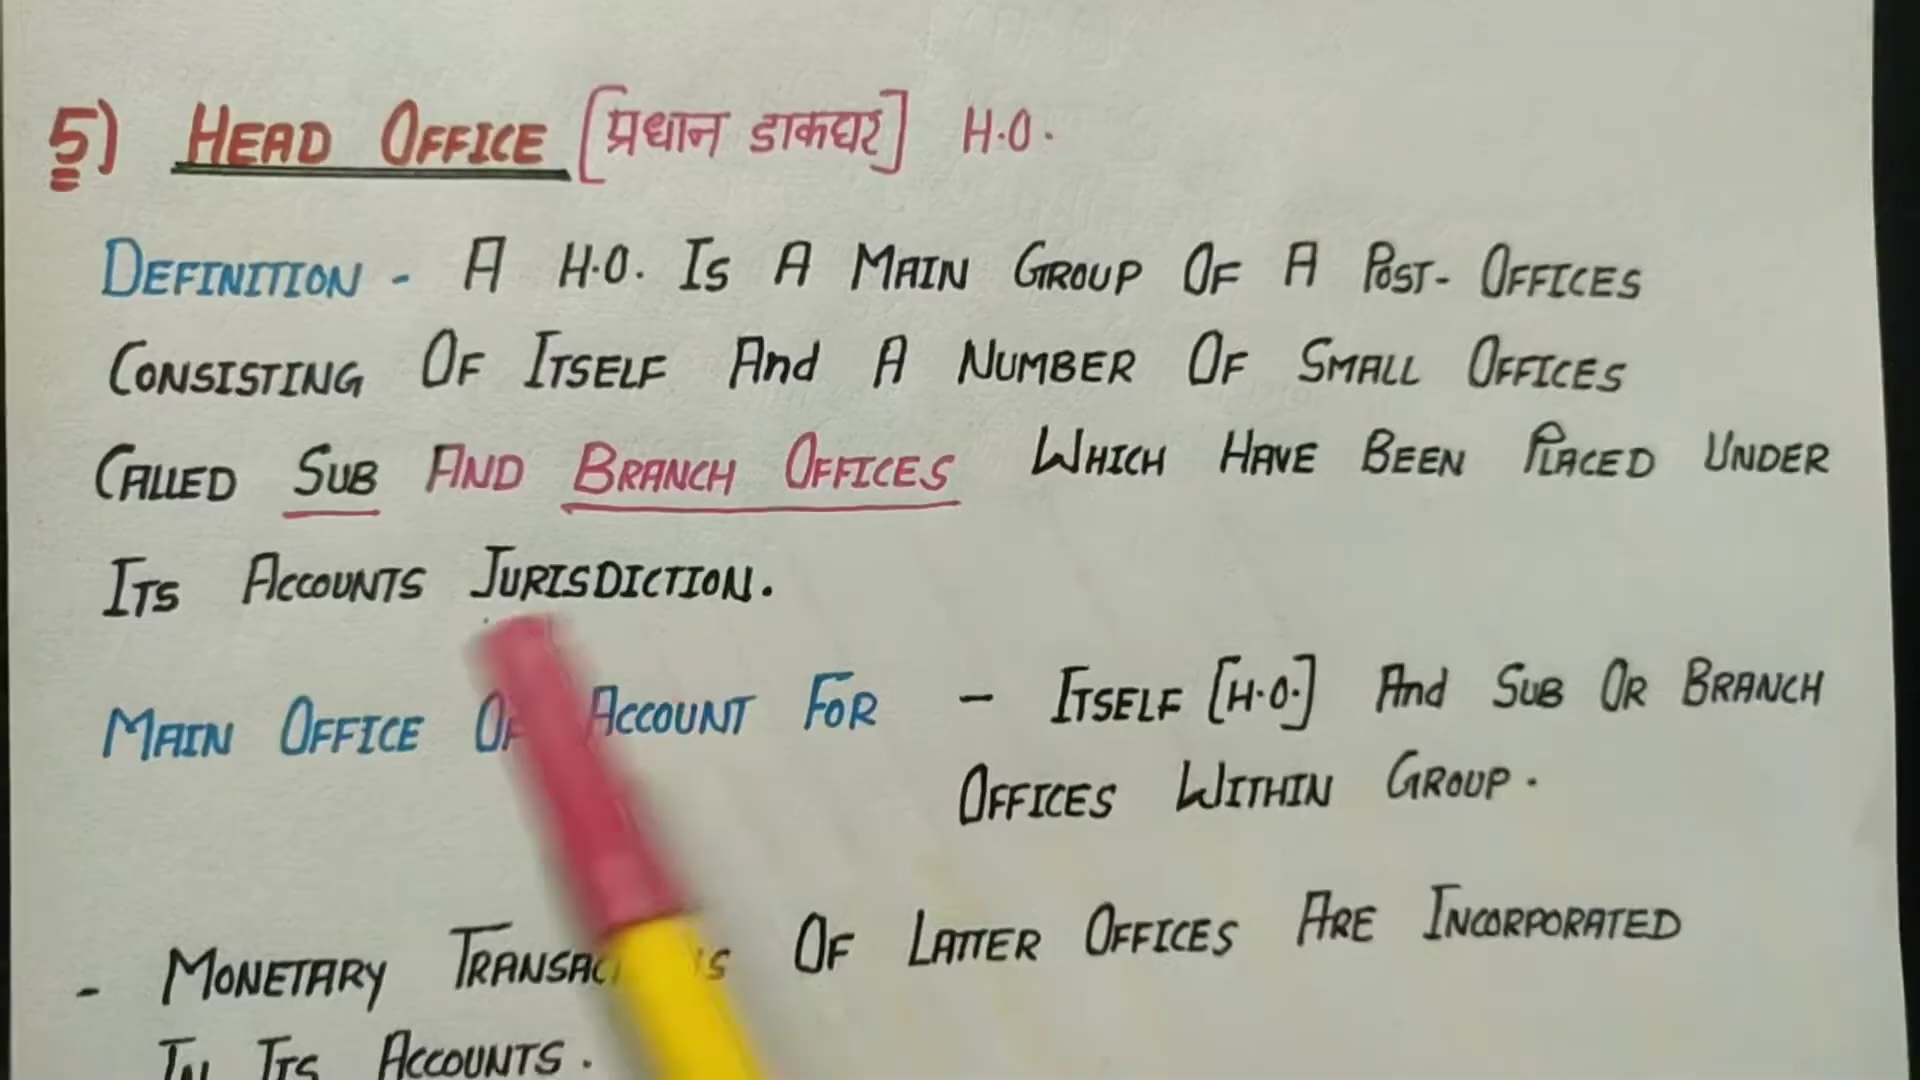 5) HEAD OFFICE [प्रधान डाकघर] H.O.
DEFINITION - A H.O. IS A MAIN GROUP OF A POST-OFFICES
CONSISTING OF ITSELF And A NUMBER OF SMALL OFFICES
CALLED SUB AND BRANCH OFFICES WHICH HAVE BEEN PLACED UNDER
ITS ACCOUNTS JURISDICTION.
MAIN OFFICE ACCOUNT FOR - ITSELF [H.O.] And SUB OR BRANCH
OFFICES WITHIN GROUP.
- MONETARY OF LATTER OFFICES ARE INCORPORATED
IN ITS ACCOUNTS.